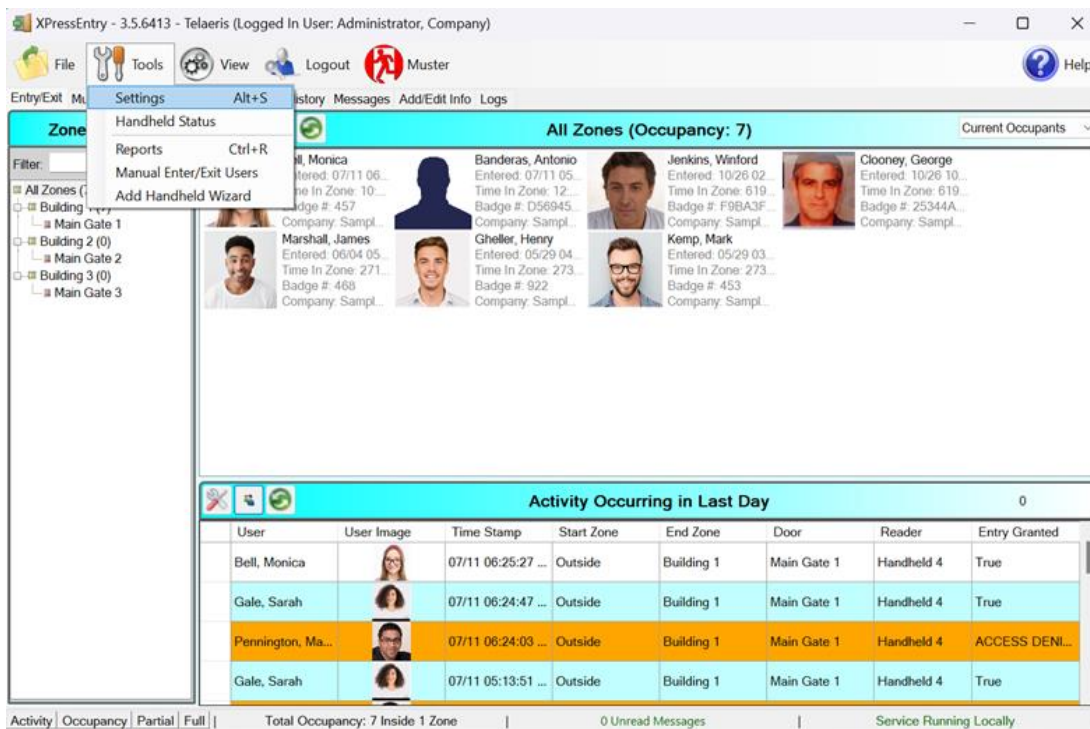 XPressEntry - 3.5.6413 - Telaeris (Logged In User: Administrator, Company)
File Tools View Logout Muster Help
Entry/Exit Mu istory Messages Add/Edit Info Logs
Settings Alt+S
Handheld Status
Reports Ctrl+R
Manual Enter/Exit Users
Add Handheld Wizard
Zone
Filter:
All Zones (7
Building 1 (7)
Main Gate 1
Building 2 (0)
Main Gate 2
Building 3 (0)
Main Gate 3
All Zones (Occupancy: 7) Current Occupants
ell, Monica
ntered: 07/11 06...
ime In Zone: 10:...
adge #: 457
Company: Sampl...
Banderas, Antonio
Entered: 07/11 05...
Time In Zone: 12:...
Badge #: D56945...
Company: Sampl...
Jenkins, Winford
Entered: 10/26 02...
Time In Zone: 619...
Badge #: F9BA3F...
Company: Sampl...
Clooney, George
Entered: 10/26 10...
Time In Zone: 619...
Badge #: 25344A...
Company: Sampl...
Marshall, James
Entered: 06/04 05...
Time In Zone: 271...
Badge #: 468
Company: Sampl...
Gheller, Henry
Entered: 05/29 04...
Time In Zone: 273...
Badge #: 922
Company: Sampl...
Kemp, Mark
Entered: 05/29 03...
Time In Zone: 273...
Badge #: 453
Company: Sampl...
Activity Occurring in Last Day 0
User User Image Time Stamp Start Zone End Zone Door Reader Entry Granted
Bell, Monica 07/11 06:25:27 ... Outside Building 1 Main Gate 1 Handheld 4 True
Gale, Sarah 07/11 06:24:47 ... Outside Building 1 Main Gate 1 Handheld 4 True
Pennington, Ma... 07/11 06:24:03 ... Outside Building 1 Main Gate 1 Handheld 4 ACCESS DENI...
Gale, Sarah 07/11 05:13:51 ... Outside Building 1 Main Gate 1 Handheld 4 True
Activity Occupancy Partial Full | Total Occupancy: 7 Inside 1 Zone | 0 Unread Messages | Service Running Locally